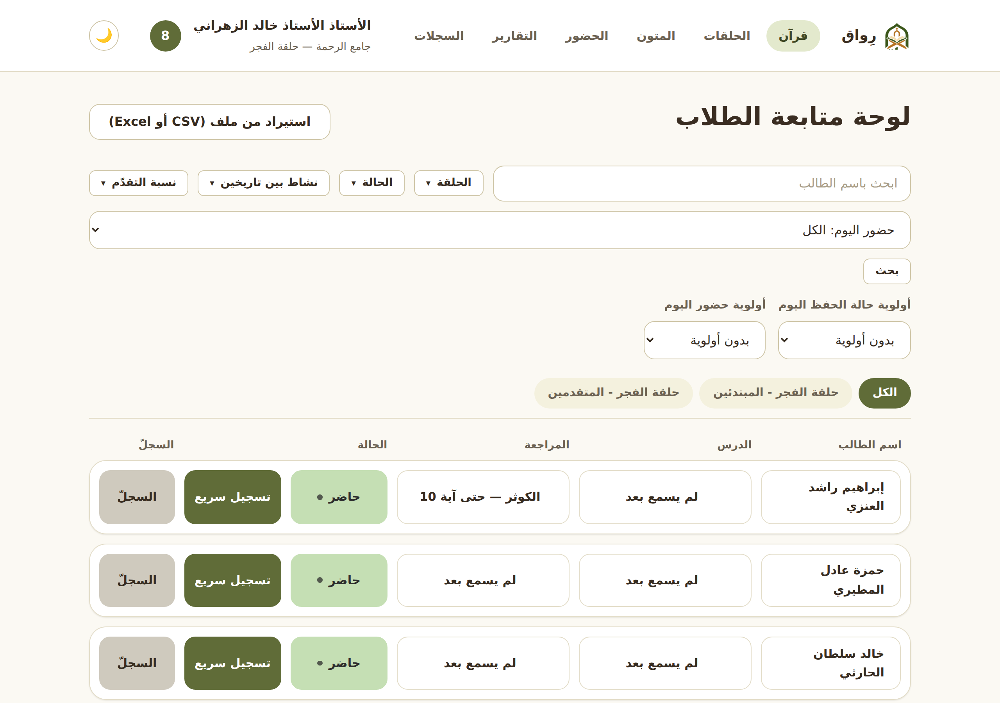 رِواق
قرآن
الحلقات
المتون
الحضور
التقارير
السجلات
الأستاذ الأستاذ خالد الزهراني
جامع الرحمة — حلقة الفجر
8
لوحة متابعة الطلاب
استيراد من ملف (CSV أو Excel)
ابحث باسم الطالب
الحلقة ▾
الحالة ▾
نشاط بين تاريخين ▾
نسبة التقدّم ▾
حضور اليوم: الكل
بحث
أولوية حالة الحفظ اليوم
أولوية حضور اليوم
بدون أولوية
بدون أولوية
الكل
حلقة الفجر - المبتدئين
حلقة الفجر - المتقدمين
اسم الطالب
الدرس
المراجعة
الحالة
السجلّ
إبراهيم راشد
العنزي
لم يسمع بعد
الكوثر — حتى آية 10
حاضر
تسجيل سريع
السجلّ
حمزة عادل
المطيري
لم يسمع بعد
لم يسمع بعد
حاضر
تسجيل سريع
السجلّ
خالد سلطان
الحارثي
لم يسمع بعد
لم يسمع بعد
حاضر
تسجيل سريع
السجلّ